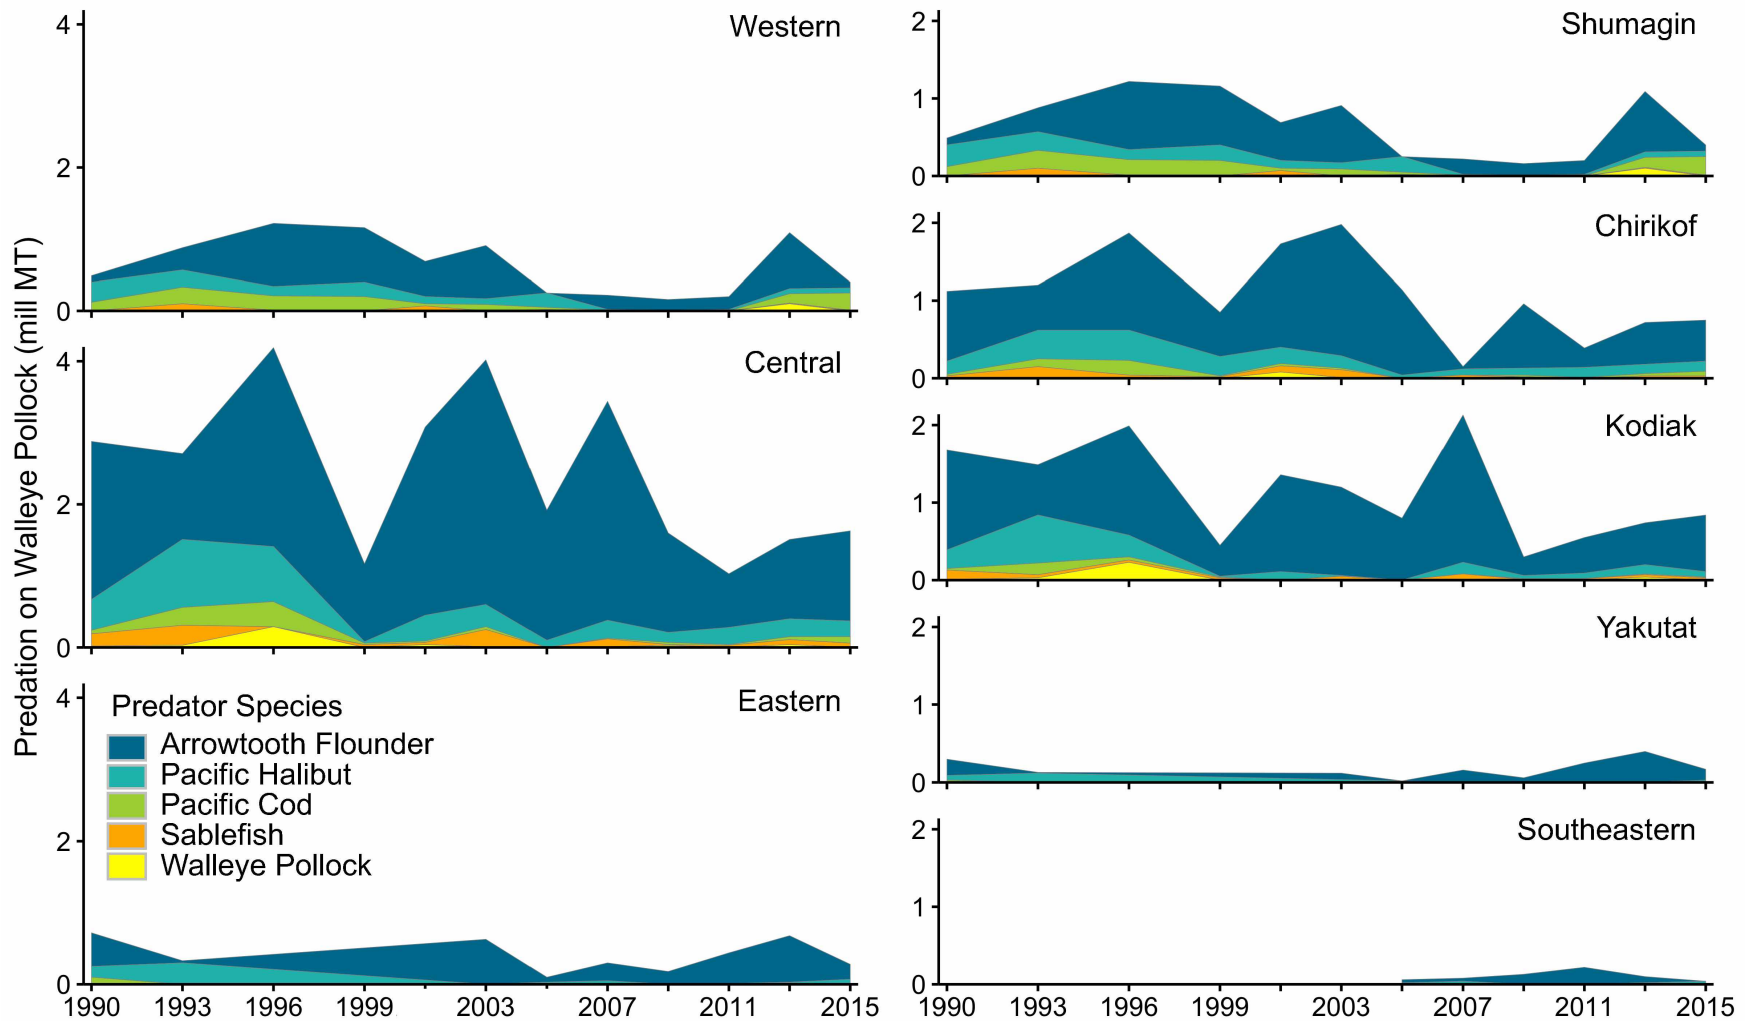 Predation on Walleye Pollock (mill MT)
Western
4
2
0
Central
4
2
0
Eastern
4
2
0
Predator Species
Arrowtooth Flounder
Pacific Halibut
Pacific Cod
Sablefish
Walleye Pollock
1990 1993 1996 1999 2003 2007 2011 2015
Shumagin
2
1
0
Chirikof
2
1
0
Kodiak
2
1
0
Yakutat
2
1
0
Southeastern
2
1
0
1990 1993 1996 1999 2003 2007 2011 2015